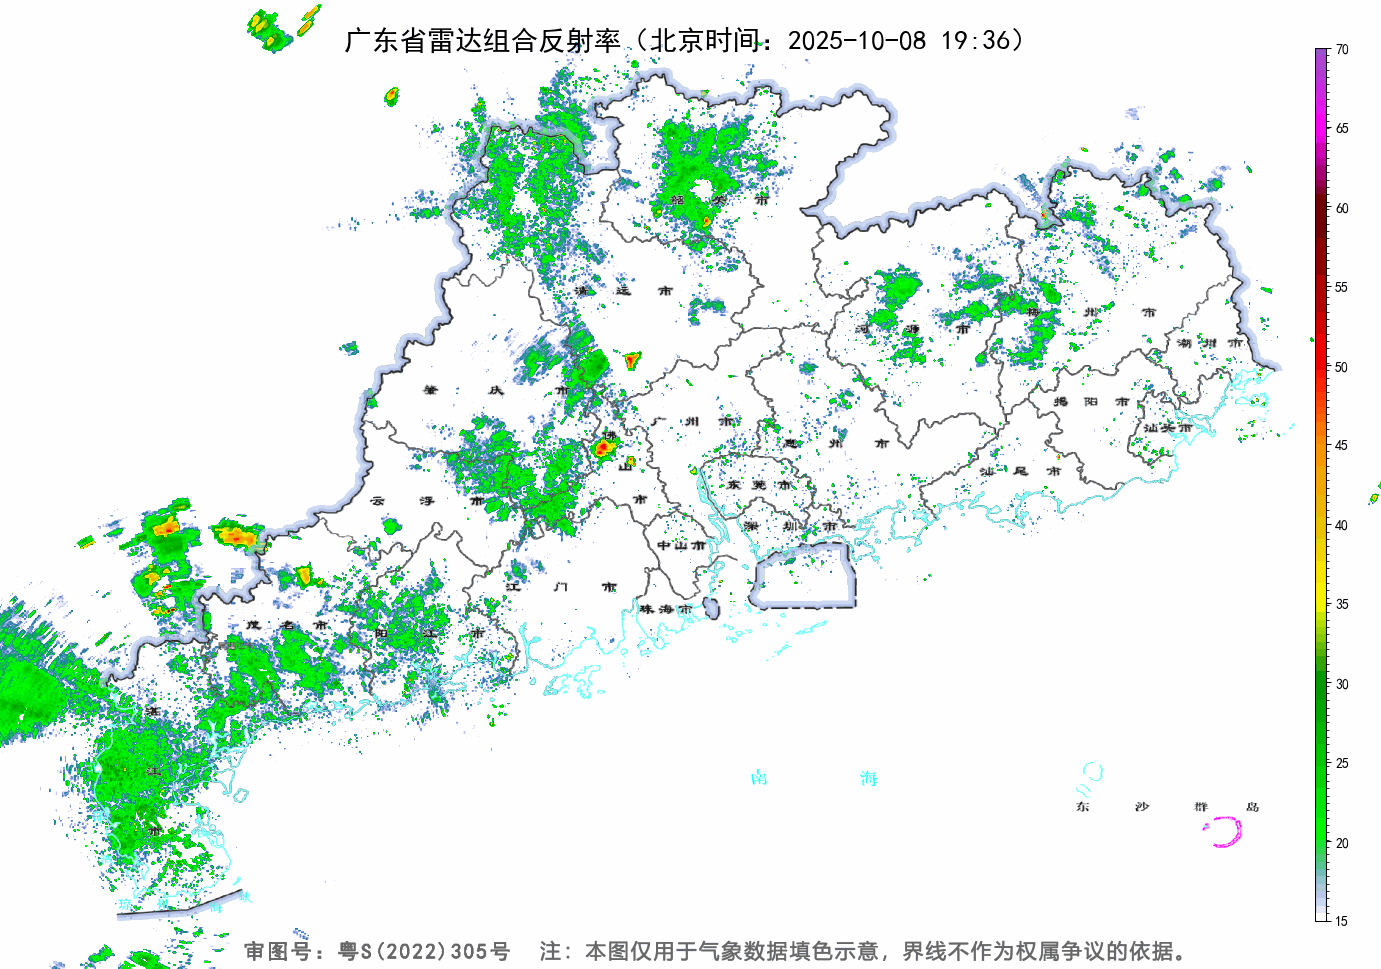 广东省雷达组合反射率（北京时间：2025-10-08 19:36）
70
65
60
55
50
45
40
35
30
25
20
15
韶关市
清远市
河源市
梅州市
潮州市
肇庆市
广州市
惠州市
揭阳市
汕头市
佛山市
云浮市
东莞市
汕尾市
深圳市
中山市
江门市
珠海市
茂名市
阳江市
湛江市
南海
东沙群岛
琼州海峡
审图号：粤S(2022)305号 注：本图仅用于气象数据填色示意，界线不作为权属争议的依据。